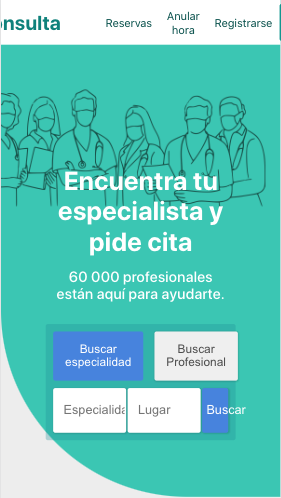 onsulta
Reservas
Anular
hora
Registrarse
Encuentra tu
especialista y
pide cita
60 000 profesionales
están aquí para ayudarte.
Buscar
especialidad
Buscar
Profesional
Especialida
Lugar
Buscar